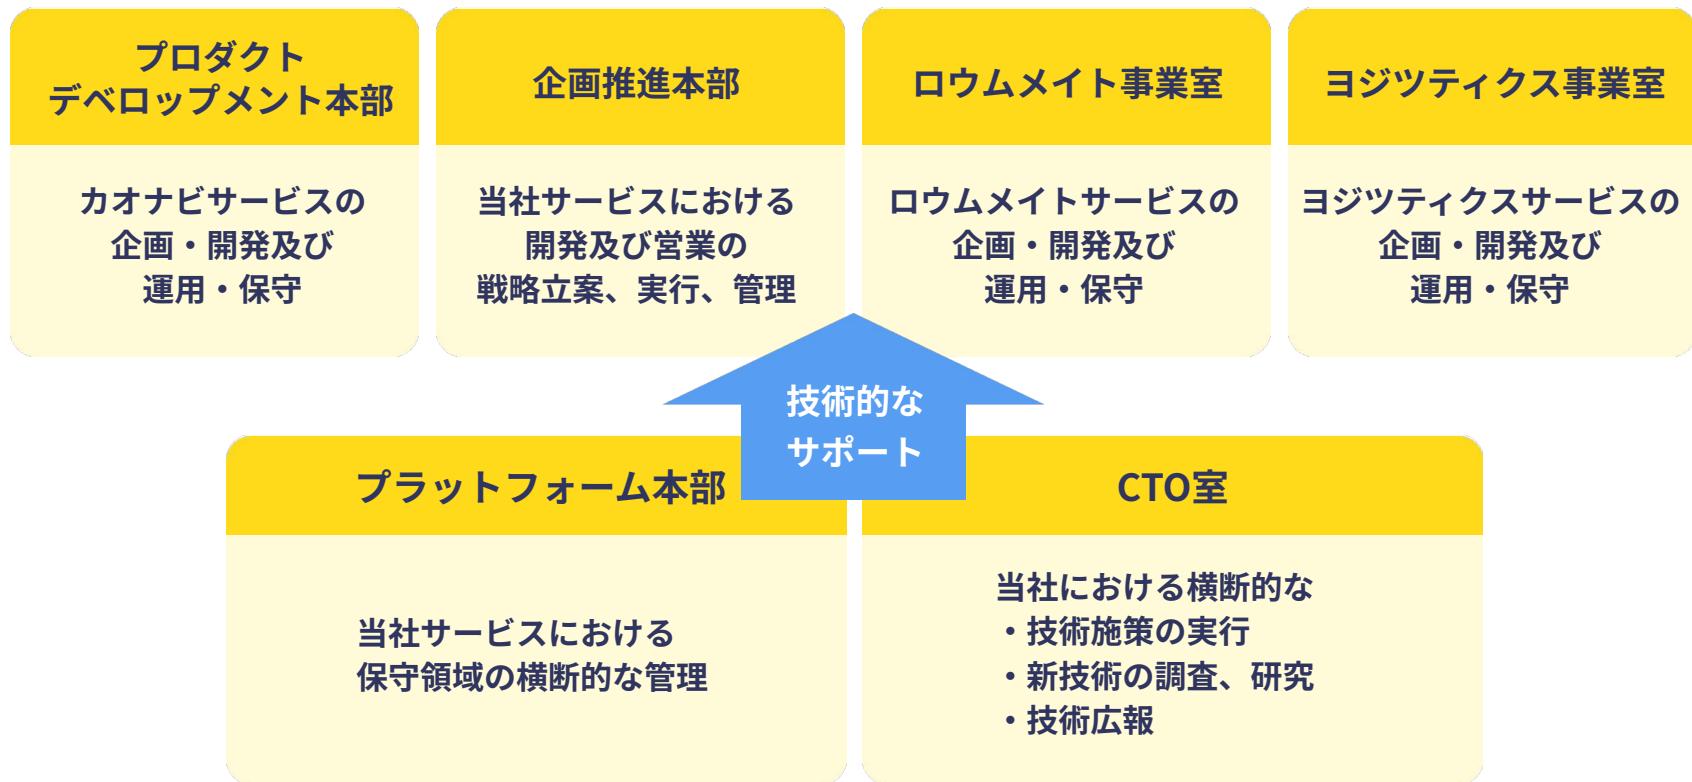 プロダクト
デベロップメント本部
カオナビサービスの
企画・開発及び
運用・保守
企画推進本部
当社サービスにおける
開発及び営業の
戦略立案、実行、管理
ロウムメイト事業室
ロウムメイトサービスの
企画・開発及び
運用・保守
ヨジツティクス事業室
ヨジツティクスサービスの
企画・開発及び
運用・保守
技術的な
サポート
プラットフォーム本部
当社サービスにおける
保守領域の横断的な管理
CTO室
当社における横断的な
・技術施策の実行
・新技術の調査、研究
・技術広報